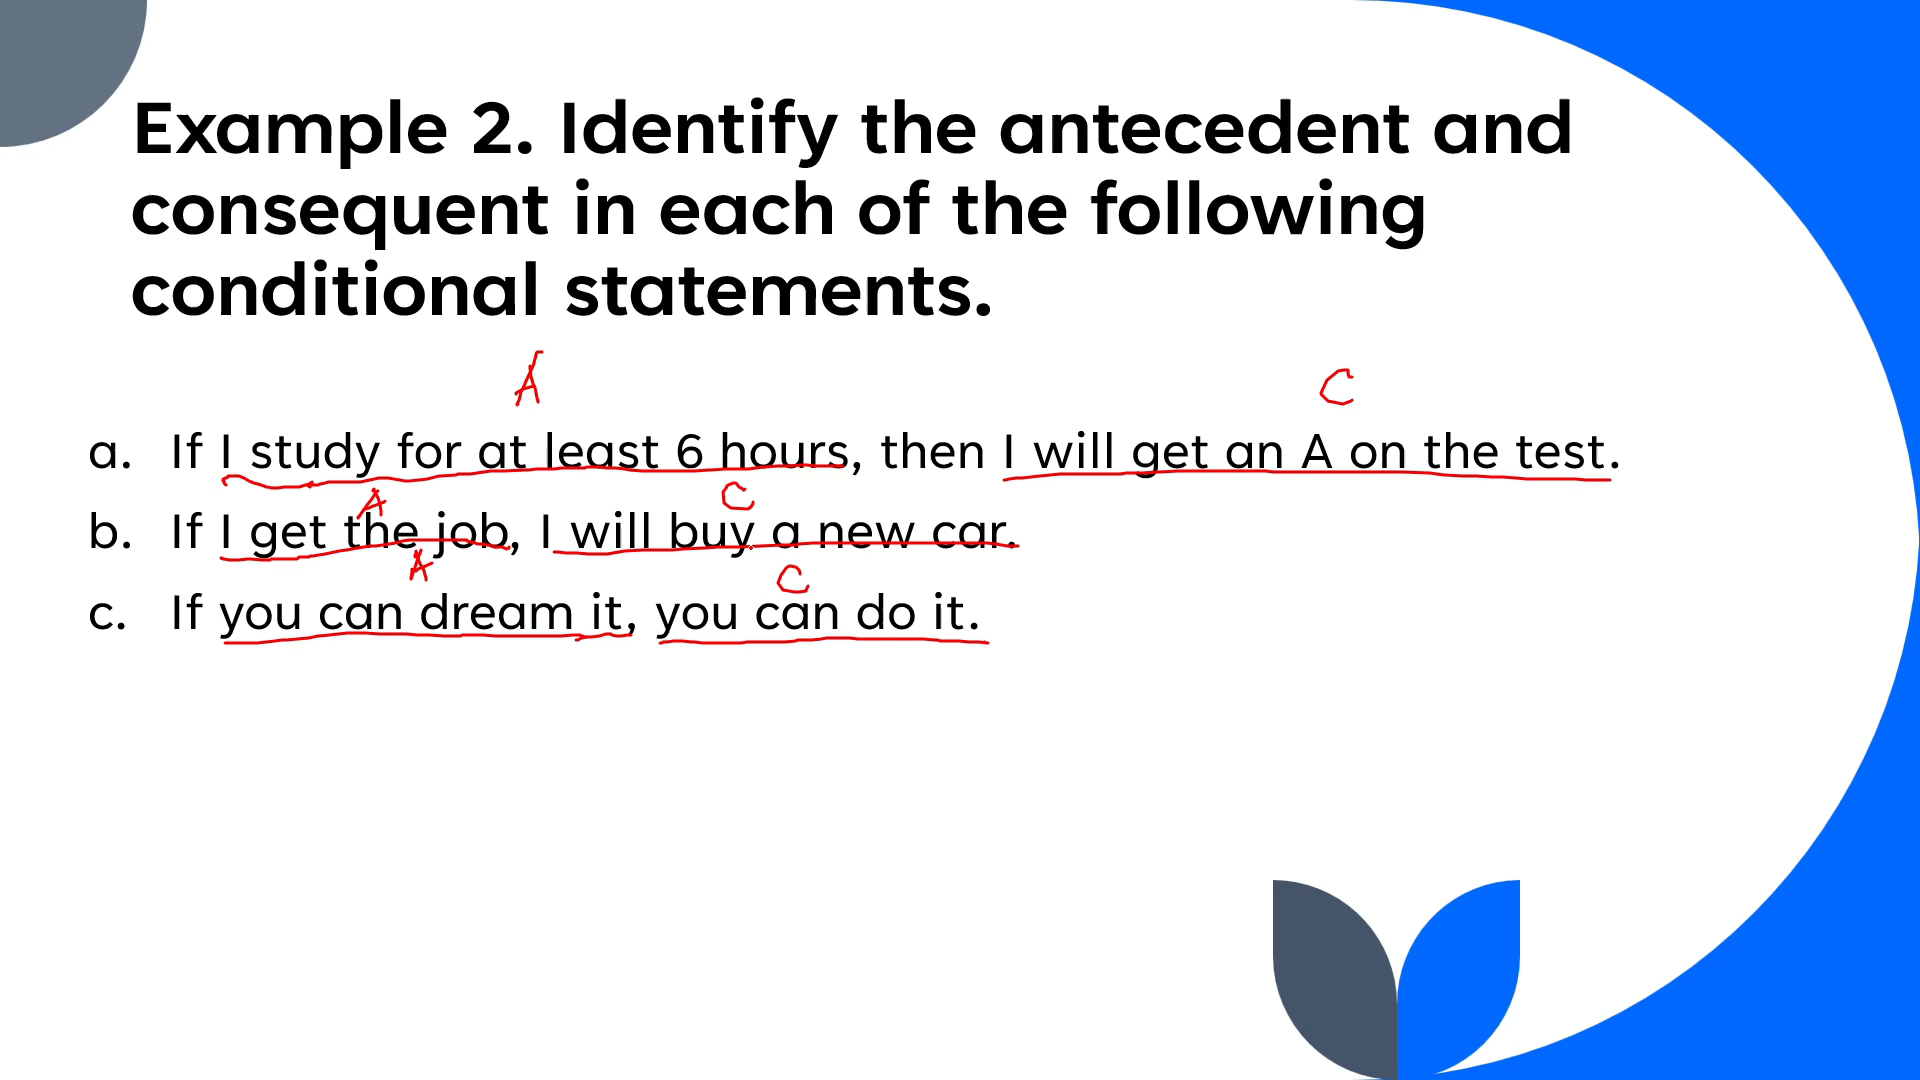 Example 2. Identify the antecedent and
consequent in each of the following
conditional statements.
A C
a. If I study for at least 6 hours, then I will get an A on the test.
A C
b. If I get the job, I will buy a new car.
A C
c. If you can dream it, you can do it.